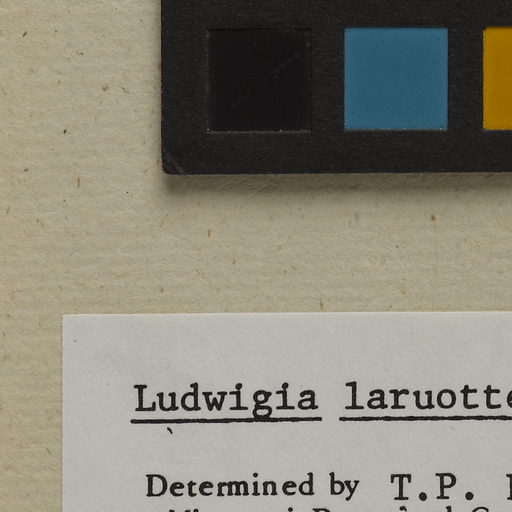 Ludwigia laruotte
Determined by T.P.